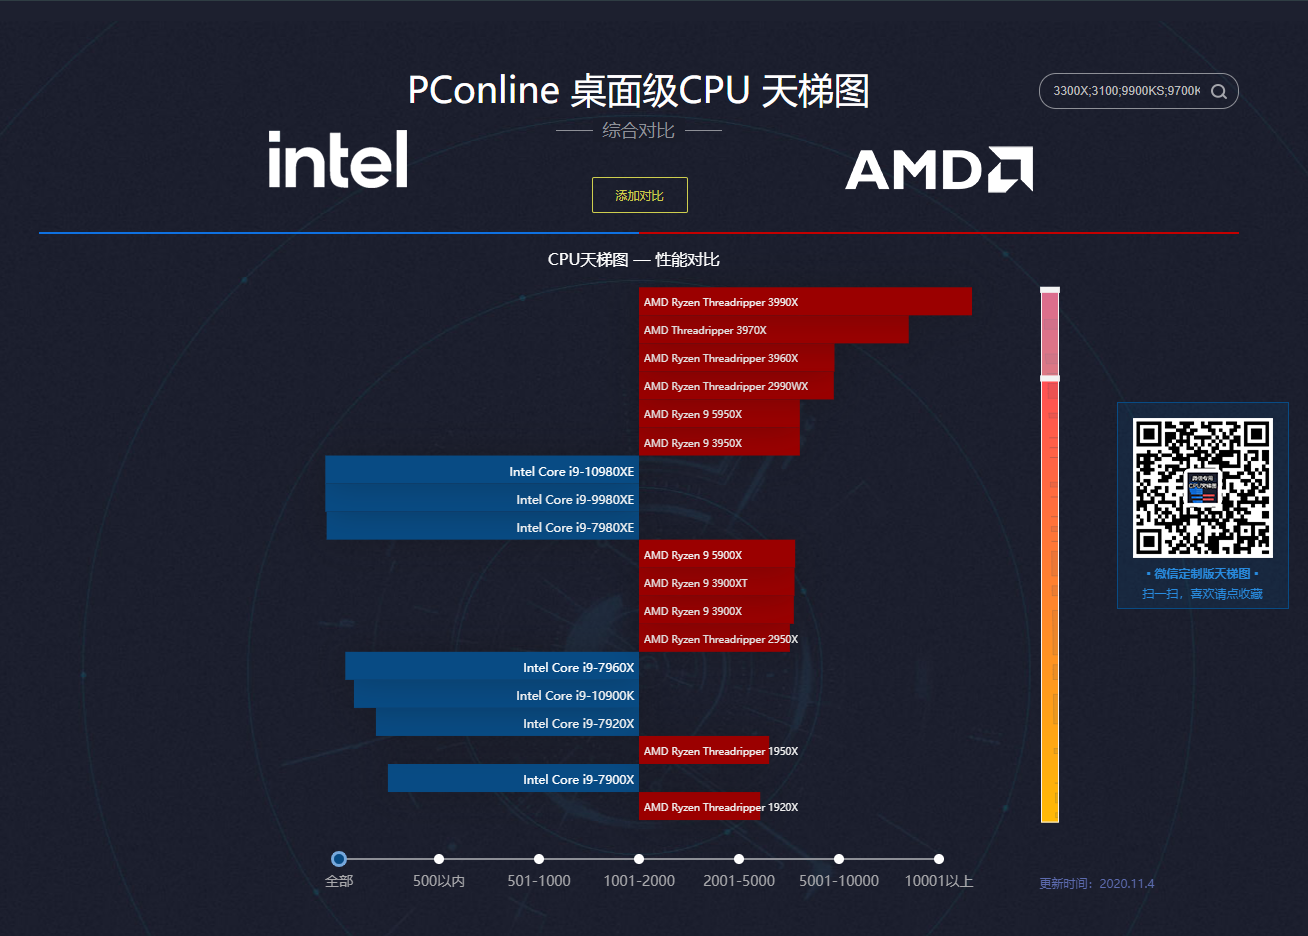 PConline 桌面级CPU 天梯图
3300X;3100;9900KS;9700K
综合对比
intel
AMD
添加对比
CPU天梯图 — 性能对比
AMD Ryzen Threadripper 3990X
AMD Threadripper 3970X
AMD Ryzen Threadripper 3960X
AMD Ryzen Threadripper 2990WX
AMD Ryzen 9 5950X
AMD Ryzen 9 3950X
Intel Core i9-10980XE
Intel Core i9-9980XE
Intel Core i9-7980XE
AMD Ryzen 9 5900X
AMD Ryzen 9 3900XT
AMD Ryzen 9 3900X
AMD Ryzen Threadripper 2950X
Intel Core i9-7960X
Intel Core i9-10900K
Intel Core i9-7920X
AMD Ryzen Threadripper 1950X
Intel Core i9-7900X
AMD Ryzen Threadripper 1920X
CPU天梯图
• 微信定制版天梯图 •
扫一扫，喜欢请点收藏
全部 500以内 501-1000 1001-2000 2001-5000 5001-10000 10001以上
更新时间：2020.11.4